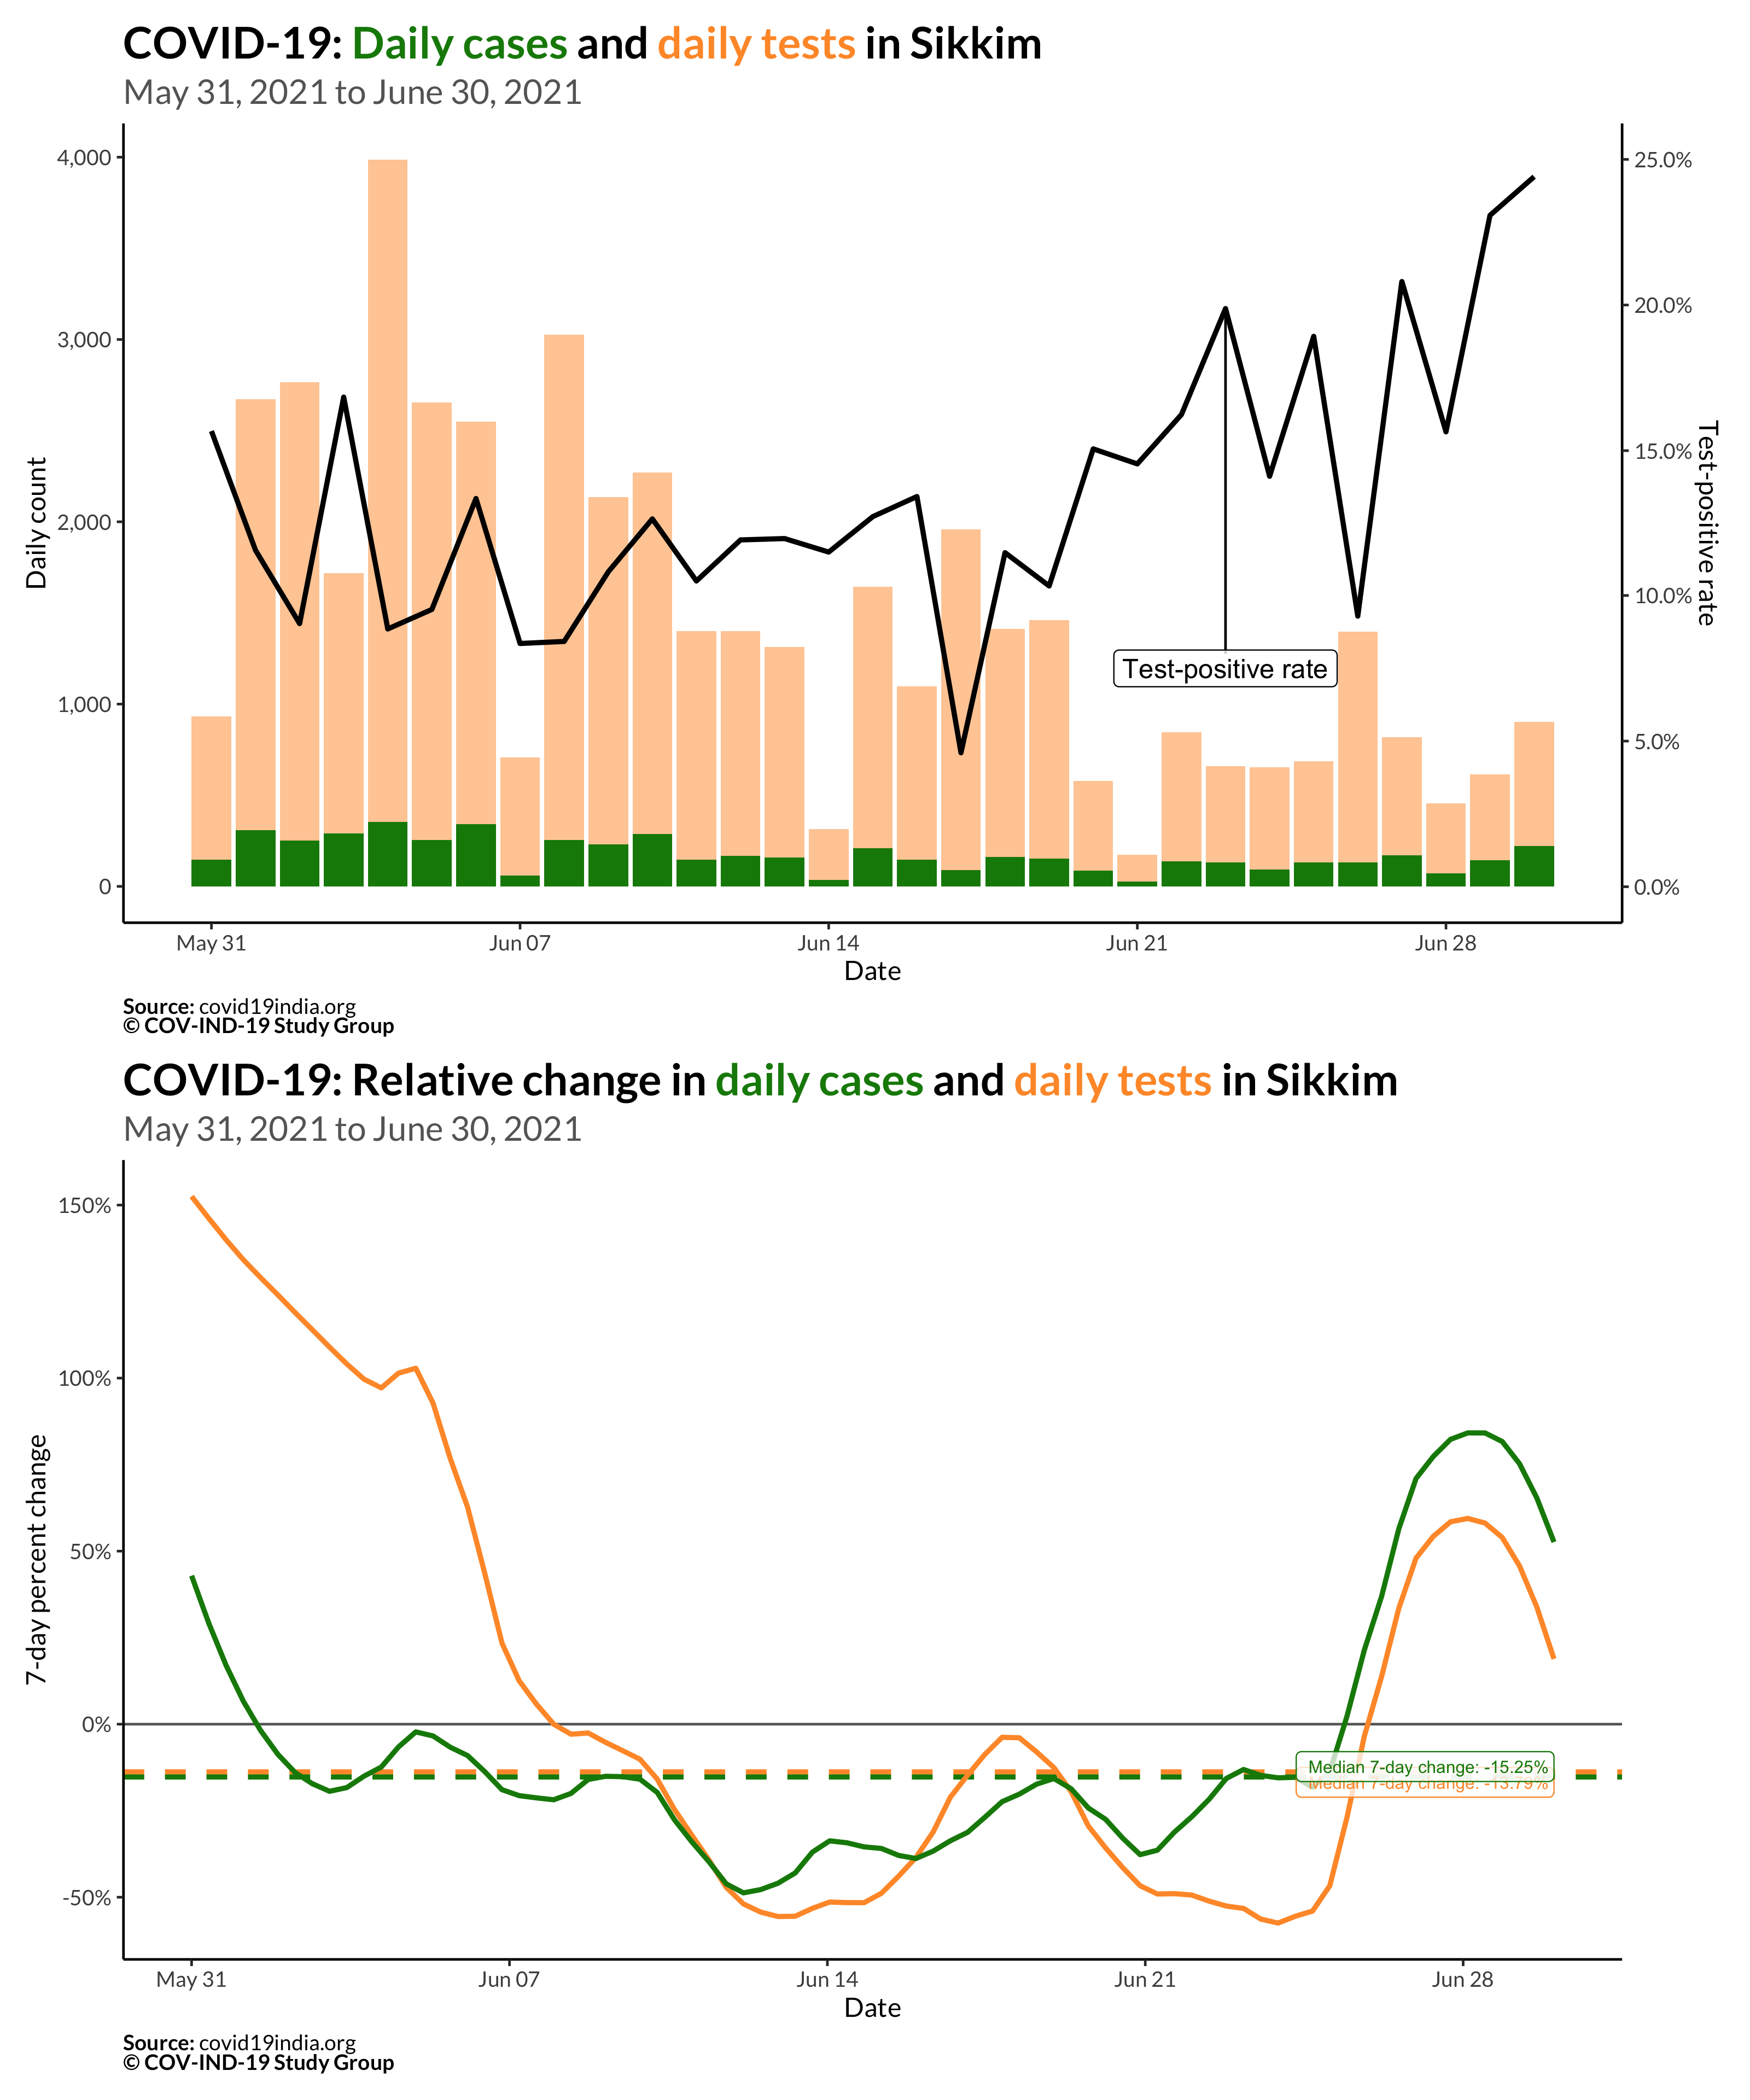 COVID-19: Daily cases and daily tests in Sikkim
May 31, 2021 to June 30, 2021
4,000
3,000
2,000
1,000
0
Daily count
25.0%
20.0%
15.0%
10.0%
5.0%
0.0%
Test-positive rate
Test-positive rate
May 31
Jun 07
Jun 14
Jun 21
Jun 28
Date
Source: covid19india.org
© COV-IND-19 Study Group
COVID-19: Relative change in daily cases and daily tests in Sikkim
May 31, 2021 to June 30, 2021
150%
100%
50%
0%
-50%
7-day percent change
Median 7-day change: -15.25%
Median 7-day change: -13.79%
May 31
Jun 07
Jun 14
Jun 21
Jun 28
Date
Source: covid19india.org
© COV-IND-19 Study Group